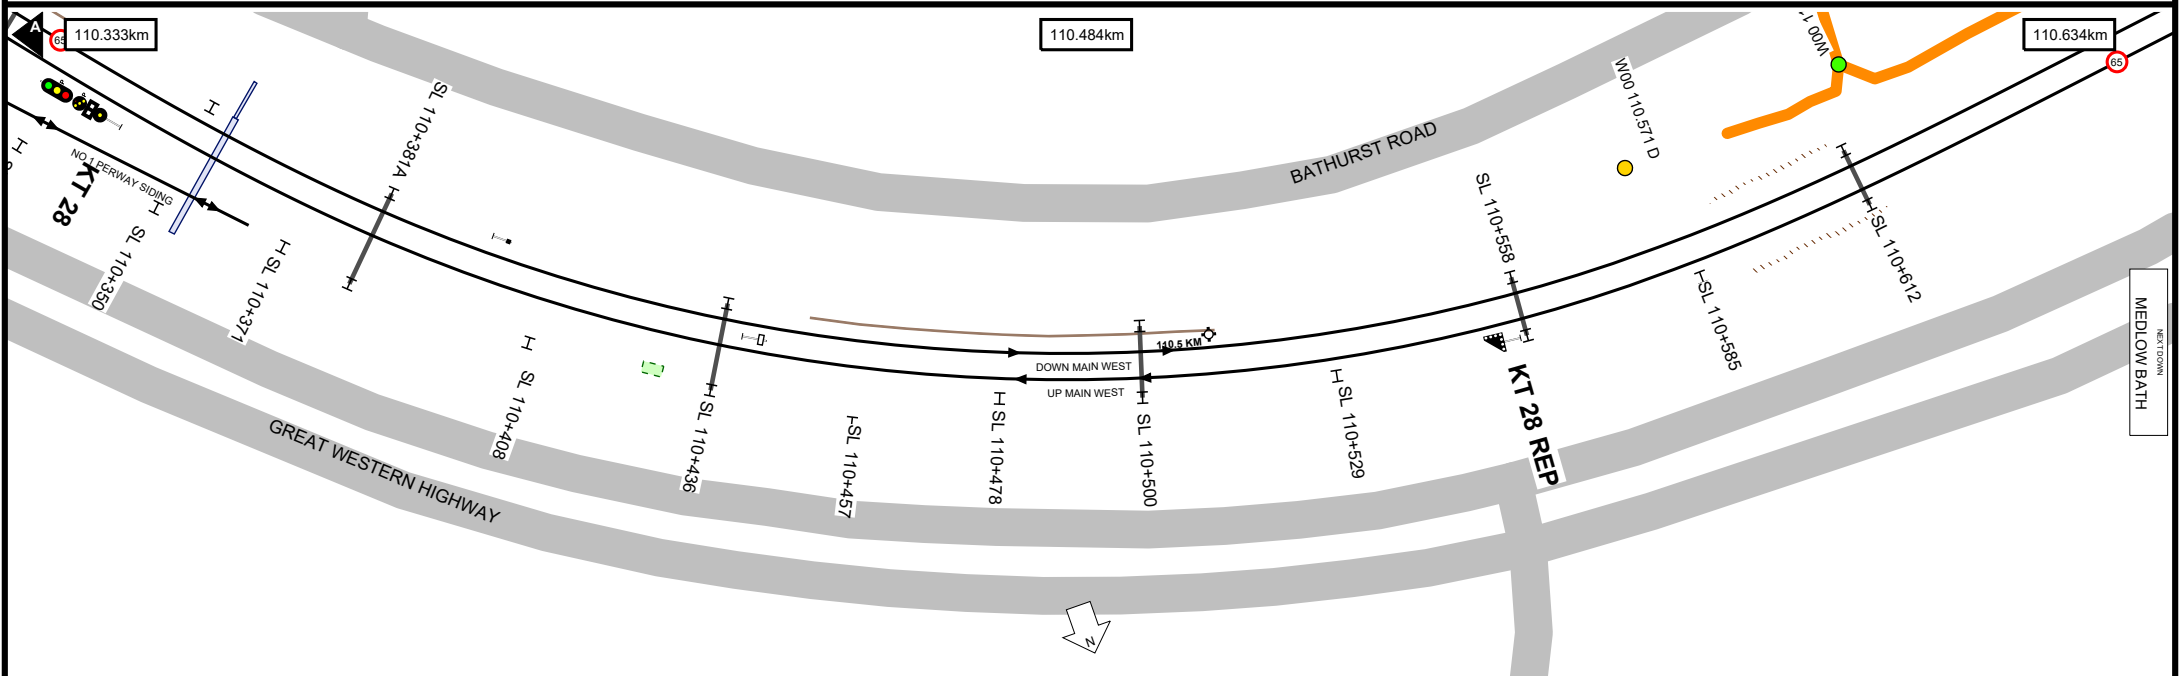 A
65
110.333km
110.484km
110.634km
65
W00 1
W00 110.571 D
BATHURST ROAD
SL 110+381A
NO 1 PERWAY SIDING
KT 28
SL 110+350
SL 110+371
SL 110+558
SL 110+612
SL 110+585
110.5 KM
DOWN MAIN WEST
UP MAIN WEST
SL 110+408
SL 110+436
SL 110+457
SL 110+478
SL 110+500
SL 110+529
KT 28 REP
GREAT WESTERN HIGHWAY
NEXT DOWN
MEDLOW BATH
N